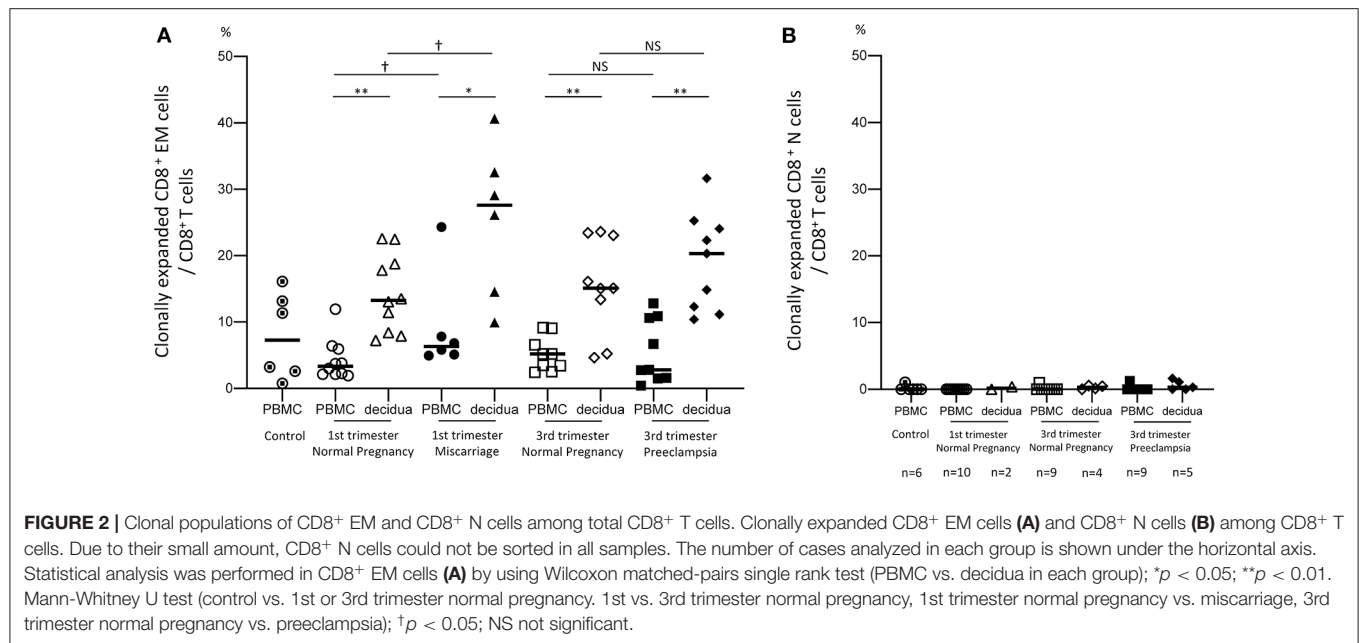 A
%
50
40
30
20
10
0
Clonally expanded CD8+ EM cells
/ CD8+ T cells
†
†
**
*
NS
NS
**
**
PBMC
PBMC decidua
PBMC decidua
PBMC decidua
PBMC decidua
Control
1st trimester
Normal Pregnancy
1st trimester
Miscarriage
3rd trimester
Normal Pregnancy
3rd trimester
Preeclampsia
B
%
50
40
30
20
10
0
Clonally expanded CD8+ N cells
/ CD8+ T cells
PBMC
PBMC decidua
PBMC decidua
PBMC decidua
Control
1st trimester
Normal Pregnancy
3rd trimester
Normal Pregnancy
3rd trimester
Preeclampsia
n=6 n=10 n=2 n=9 n=4 n=9 n=5
FIGURE 2 | Clonal populations of CD8+ EM and CD8+ N cells among total CD8+ T cells. Clonally expanded CD8+ EM cells (A) and CD8+ N cells (B) among CD8+ T
cells. Due to their small amount, CD8+ N cells could not be sorted in all samples. The number of cases analyzed in each group is shown under the horizontal axis.
Statistical analysis was performed in CD8+ EM cells (A) by using Wilcoxon matched-pairs single rank test (PBMC vs. decidua in each group); *p < 0.05; **p < 0.01.
Mann-Whitney U test (control vs. 1st or 3rd trimester normal pregnancy. 1st vs. 3rd trimester normal pregnancy, 1st trimester normal pregnancy vs. miscarriage, 3rd
trimester normal pregnancy vs. preeclampsia); †p < 0.05; NS not significant.